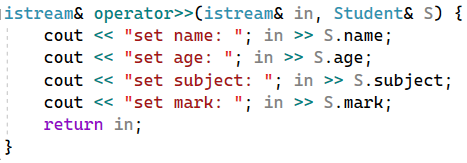 istream& operator>>(istream& in, Student& S) {
    cout << "set name: "; in >> S.name;
    cout << "set age: "; in >> S.age;
    cout << "set subject: "; in >> S.subject;
    cout << "set mark: "; in >> S.mark;
    return in;
}